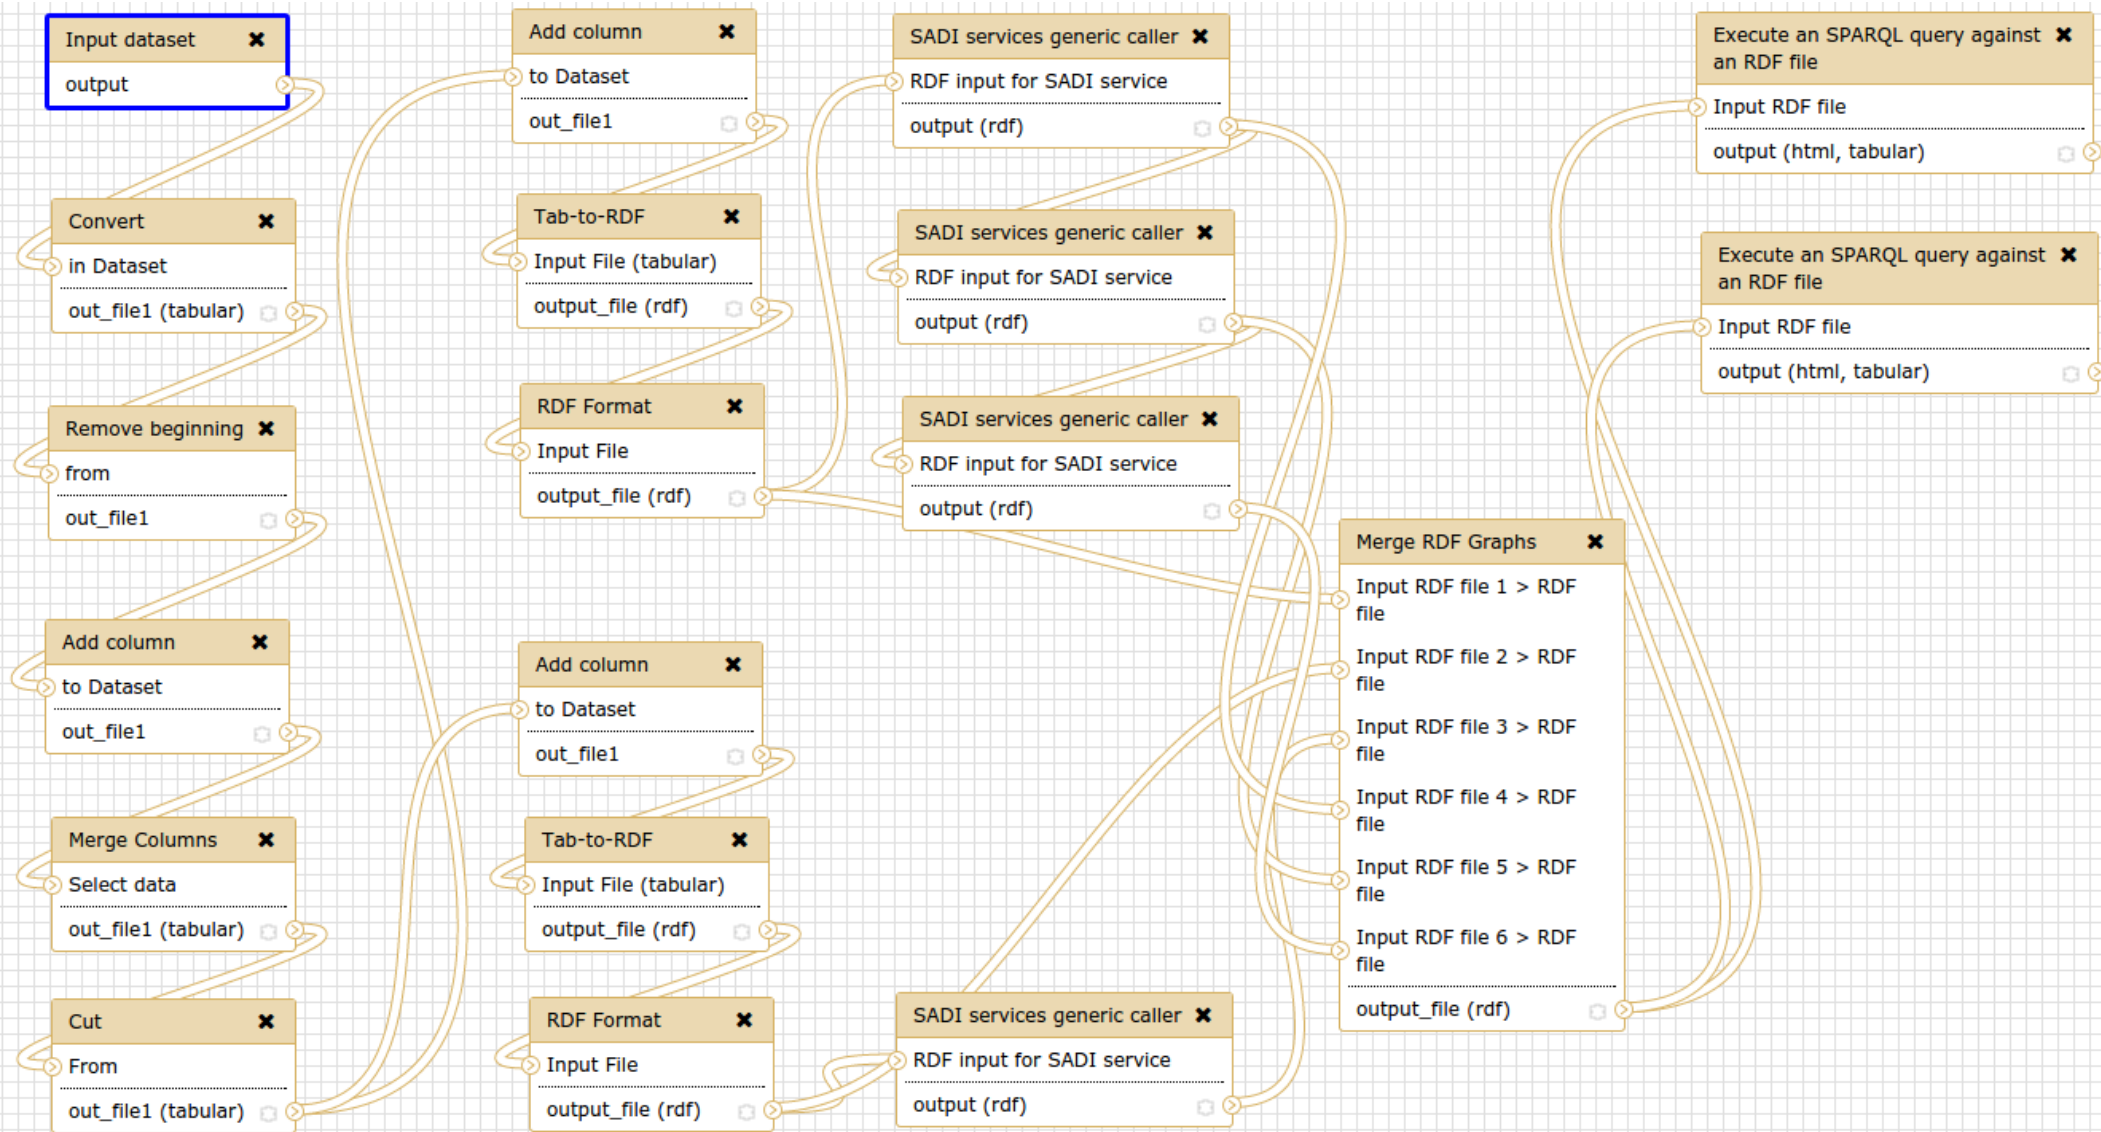 Input dataset
output
Convert
in Dataset
out_file1 (tabular)
Remove beginning
from
out_file1
Add column
to Dataset
out_file1
Merge Columns
Select data
out_file1 (tabular)
Cut
From
out_file1 (tabular)
Add column
to Dataset
out_file1
Tab-to-RDF
Input File (tabular)
output_file (rdf)
RDF Format
Input File
output_file (rdf)
Add column
to Dataset
out_file1
Tab-to-RDF
Input File (tabular)
output_file (rdf)
RDF Format
Input File
output_file (rdf)
SADI services generic caller
RDF input for SADI service
output (rdf)
SADI services generic caller
RDF input for SADI service
output (rdf)
SADI services generic caller
RDF input for SADI service
output (rdf)
SADI services generic caller
RDF input for SADI service
output (rdf)
Merge RDF Graphs
Input RDF file 1 > RDF
file
Input RDF file 2 > RDF
file
Input RDF file 3 > RDF
file
Input RDF file 4 > RDF
file
Input RDF file 5 > RDF
file
Input RDF file 6 > RDF
file
output_file (rdf)
Execute an SPARQL query against
an RDF file
Input RDF file
output (html, tabular)
Execute an SPARQL query against
an RDF file
Input RDF file
output (html, tabular)